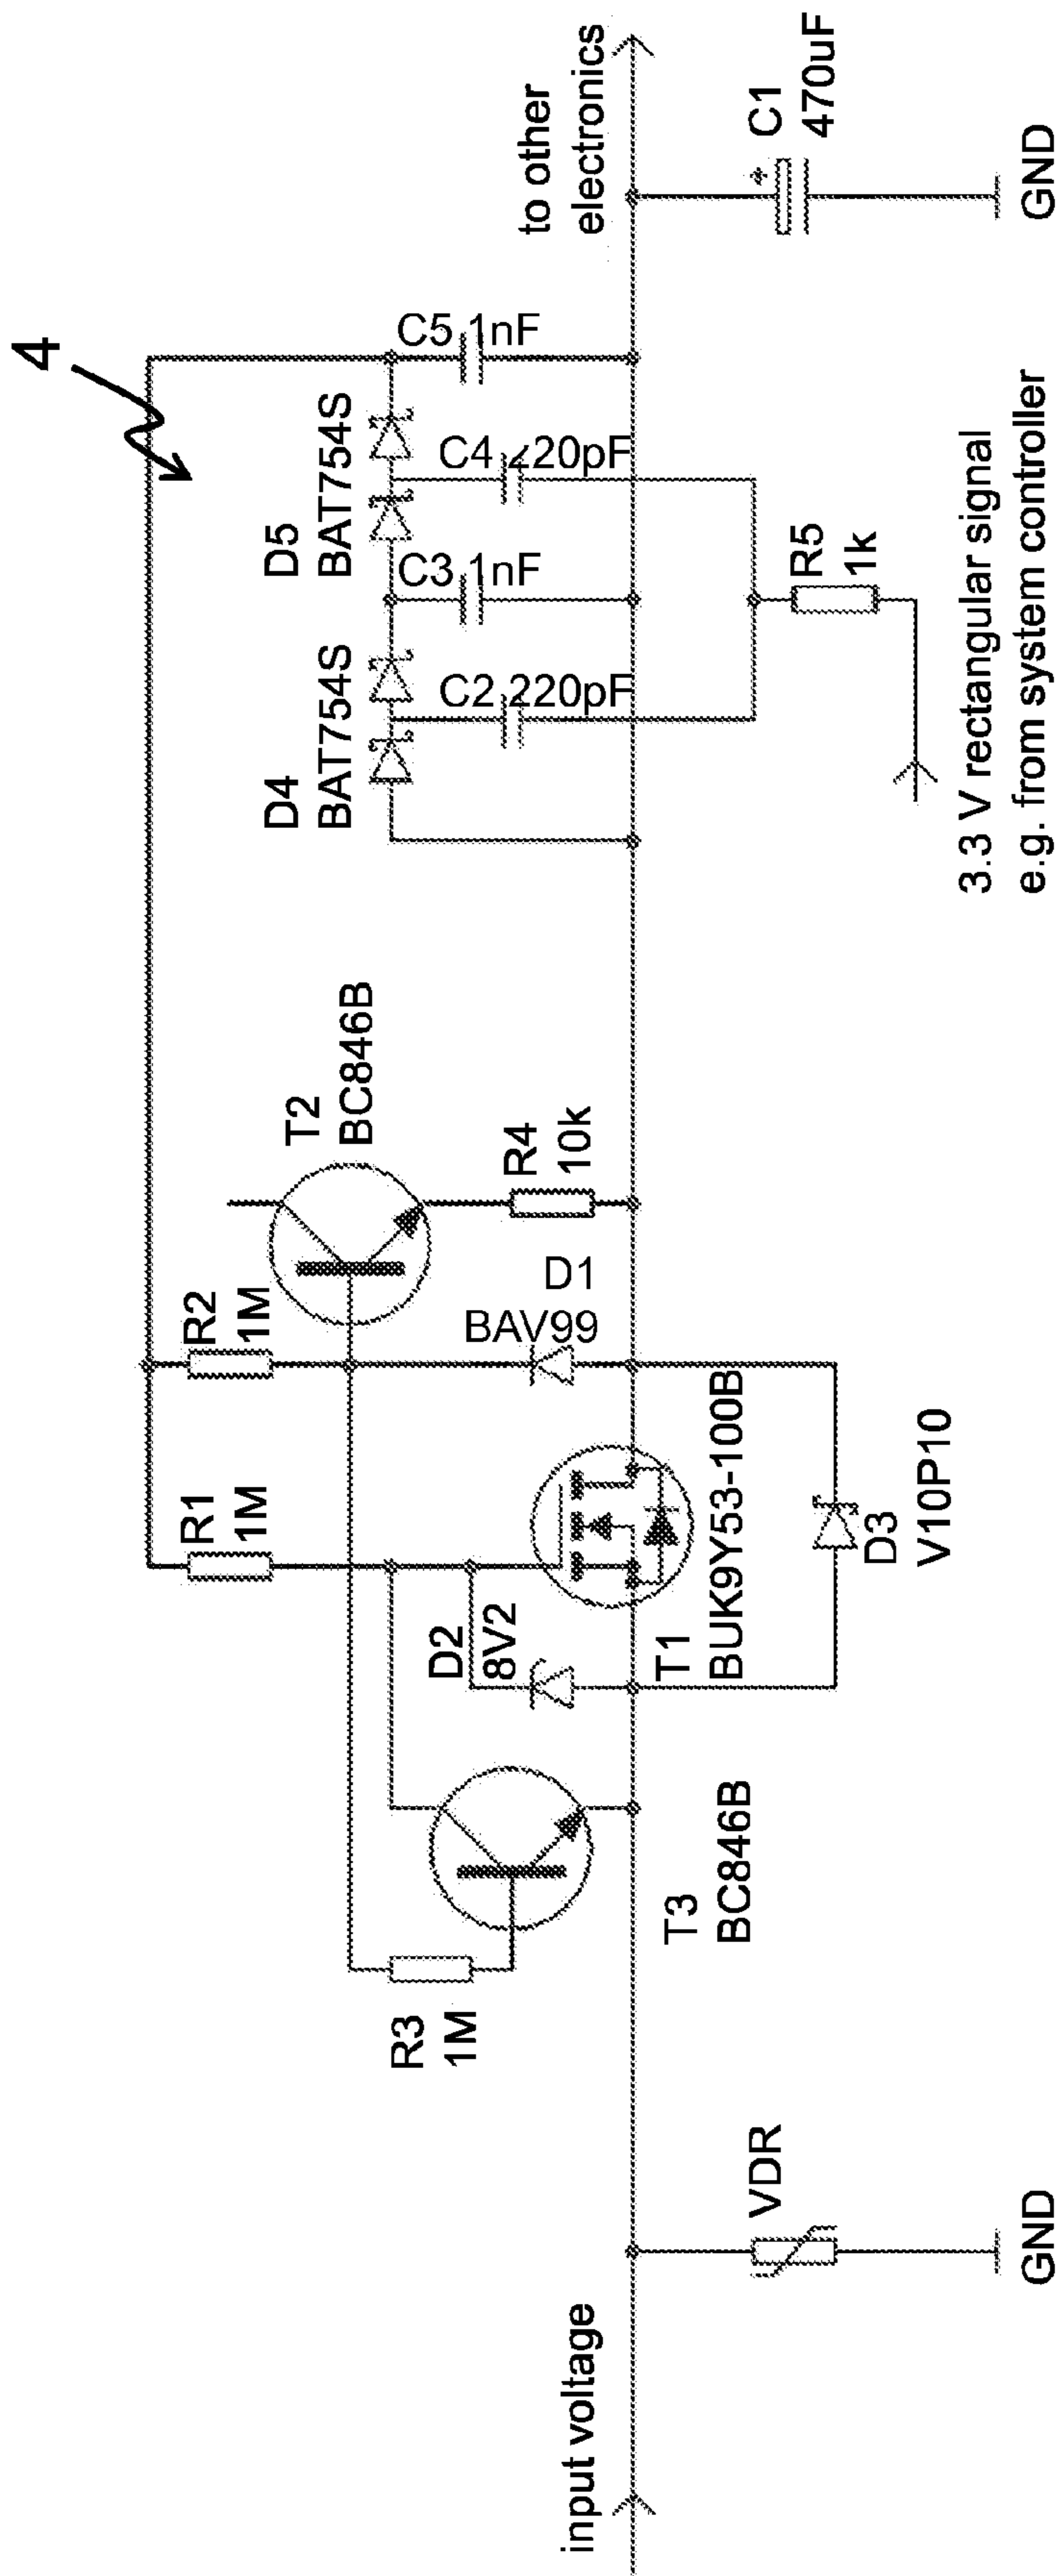 4
R1
1M
R2
1M
T2
BC846B
D4
BAT754S
D5
BAT754S
C5 1nF
C4 220pF
C3 1nF
C2 220pF
to other
electronics
R3
1M
D2
8V2
D1
BAV99
R4
10k
input voltage
T3
BC846B
T1
BUK9Y53-100B
VDR
D3
V10P10
R5
1k
C1
470uF
+
3.3 V rectangular signal
e.g. from system controller
GND
GND